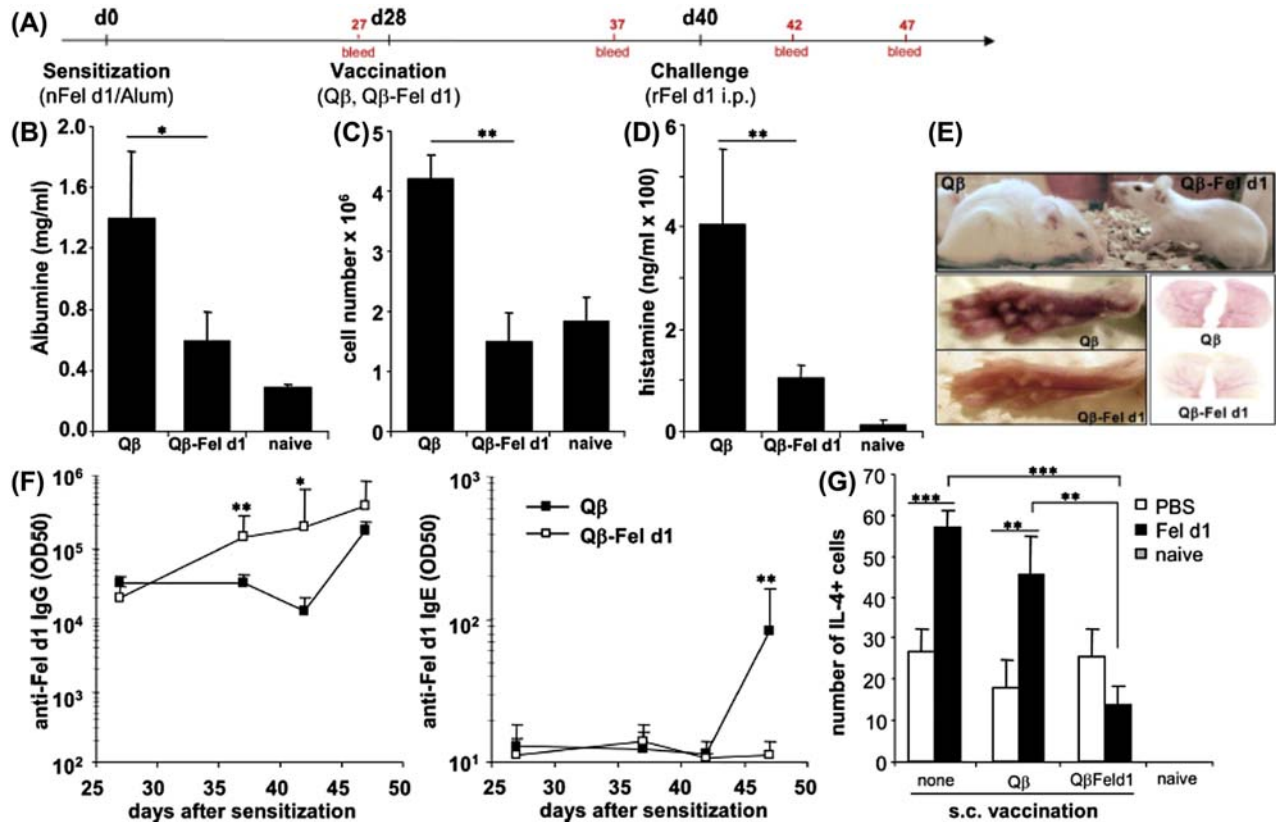 (A)
d0 27 d28 37 d40 42 47
bleed bleed bleed bleed
Sensitization Vaccination Challenge
(nFel d1/Alum) (Qβ, Qβ-Fel d1) (rFel d1 i.p.)
(B)
Albumine (mg/ml)
2.0
1.6
1.2
0.8
0.4
0.0
*
Qβ Qβ-Fel d1 naive
(C)
cell number x 10⁶
5
4
3
2
1
0
**
Qβ Qβ-Fel d1 naive
(D)
histamine (ng/ml x 100)
6
4
2
0
**
Qβ Qβ-Fel d1 naive
(E)
Qβ Qβ-Fel d1
Qβ
Qβ-Fel d1
Qβ
Qβ-Fel d1
(F)
anti-Fel d1 IgG (OD50)
10⁶
10⁵
10⁴
10³
10²
** *
25 30 35 40 45 50
days after sensitization
anti-Fel d1 IgE (OD50)
10³
10²
10¹
Qβ
Qβ-Fel d1
**
25 30 35 40 45 50
days after sensitization
(G)
number of IL-4+ cells
70
60
50
40
30
20
10
0
***
*** **
**
PBS
Fel d1
naive
none Qβ QβFeld1 naive
s.c. vaccination